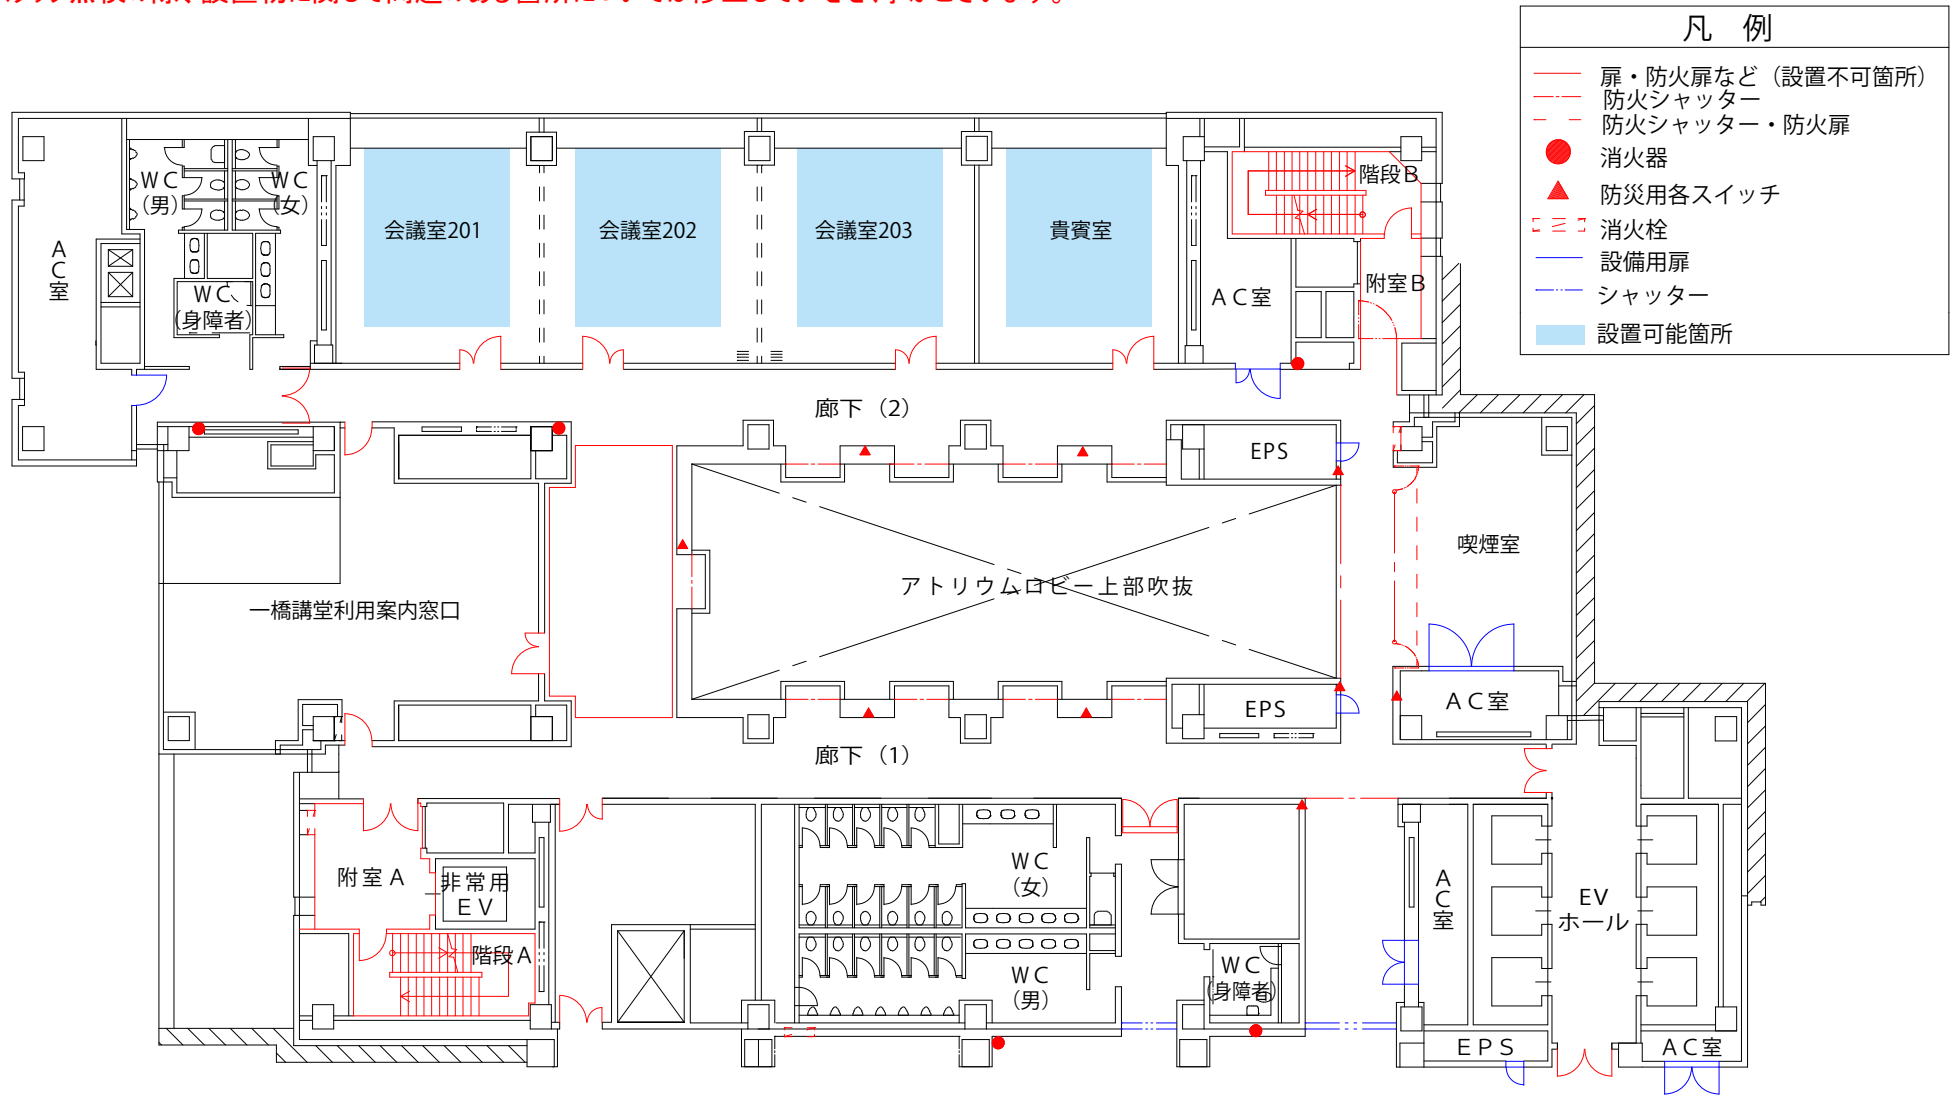 凡 例
扉・防火扉など（設置不可箇所）
防火シャッター
防火シャッター・防火扉
消火器
防災用各スイッチ
消火栓
設備用扉
シャッター
設置可能箇所
ＷＣ
（男）
ＷＣ
（女）
会議室201
会議室202
会議室203
貴賓室
階段Ｂ
ＡＣ室
ＷＣ
（身障者）
ＡＣ室
附室Ｂ
廊下（2）
EPS
喫煙室
アトリウムロビー上部吹抜
一橋講堂利用案内窓口
ＡＣ室
EPS
廊下（1）
附室Ａ
非常用
ＥＶ
階段Ａ
ＷＣ
（女）
ＷＣ
（男）
ＷＣ
（身障者）
ＡＣ室
EV
ホール
ＥＰＳ
ＡＣ室